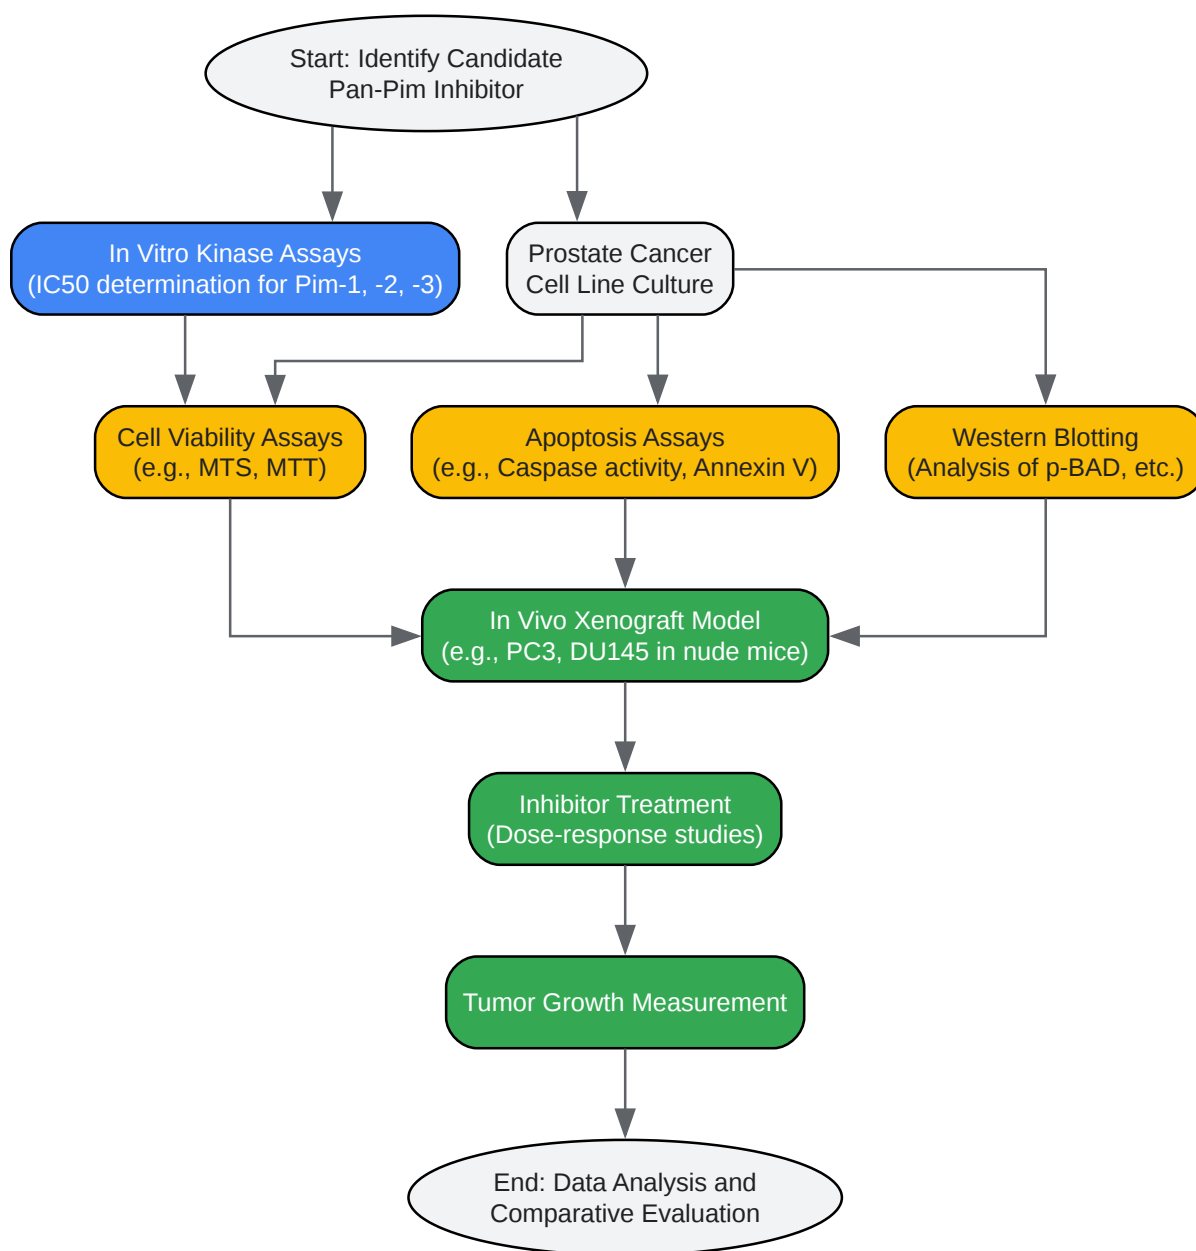 Start: Identify Candidate
Pan-Pim Inhibitor
In Vitro Kinase Assays
(IC50 determination for Pim-1, -2, -3)
Prostate Cancer
Cell Line Culture
Cell Viability Assays
(e.g., MTS, MTT)
Apoptosis Assays
(e.g., Caspase activity, Annexin V)
Western Blotting
(Analysis of p-BAD, etc.)
In Vivo Xenograft Model
(e.g., PC3, DU145 in nude mice)
Inhibitor Treatment
(Dose-response studies)
Tumor Growth Measurement
End: Data Analysis and
Comparative Evaluation